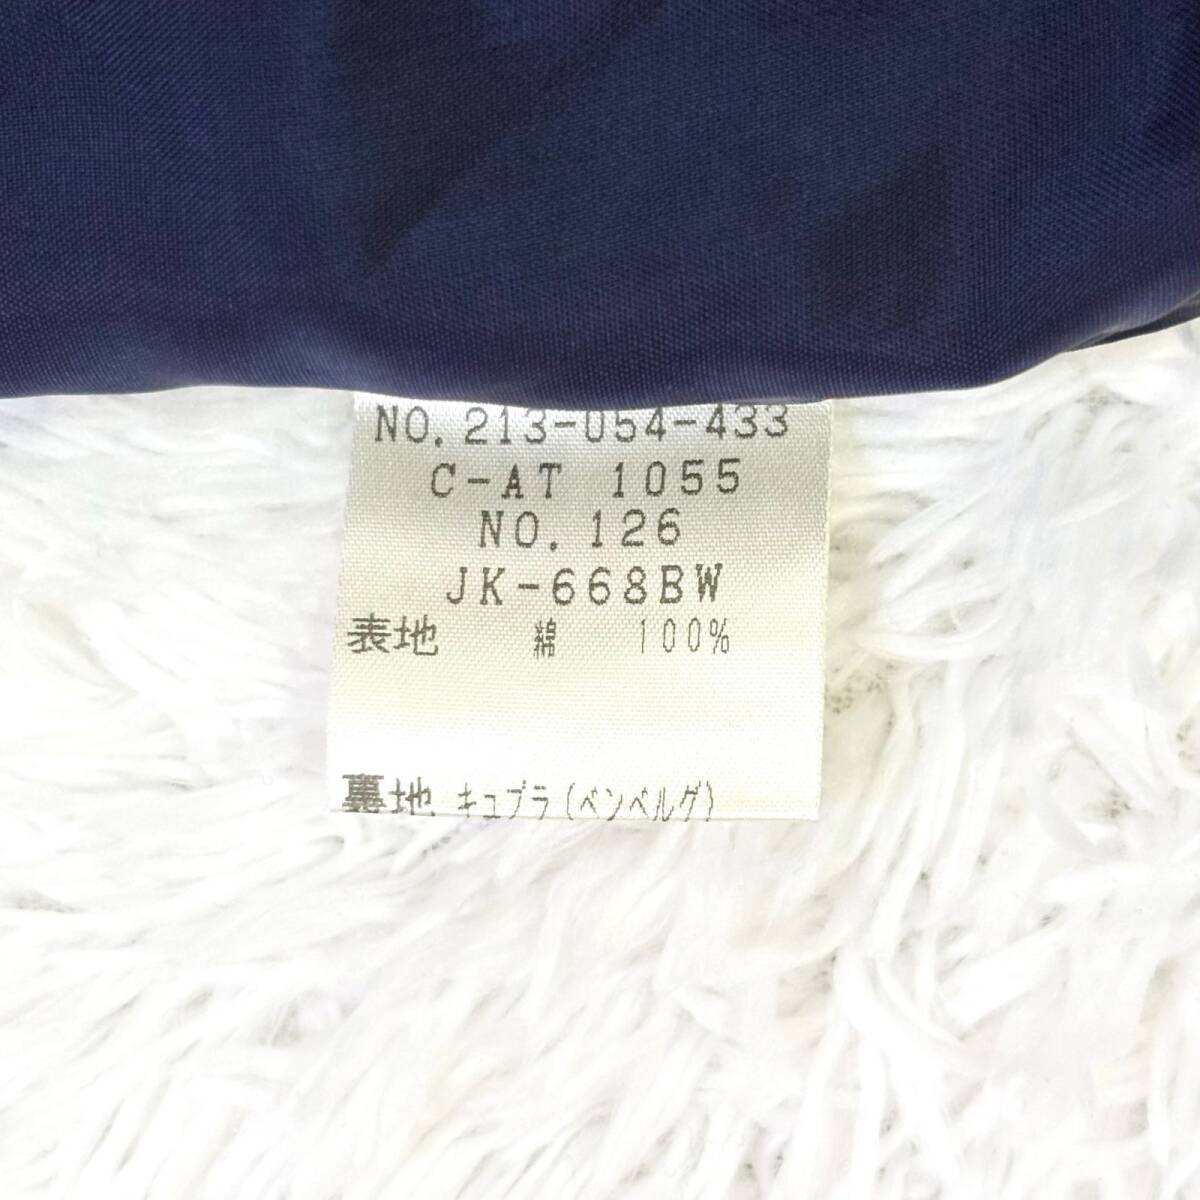 NO. 213-054-433
C-AT 1055
NO. 126
JK-668BW
表地 綿 100%
裏地 キュプラ(ベンベルグ)